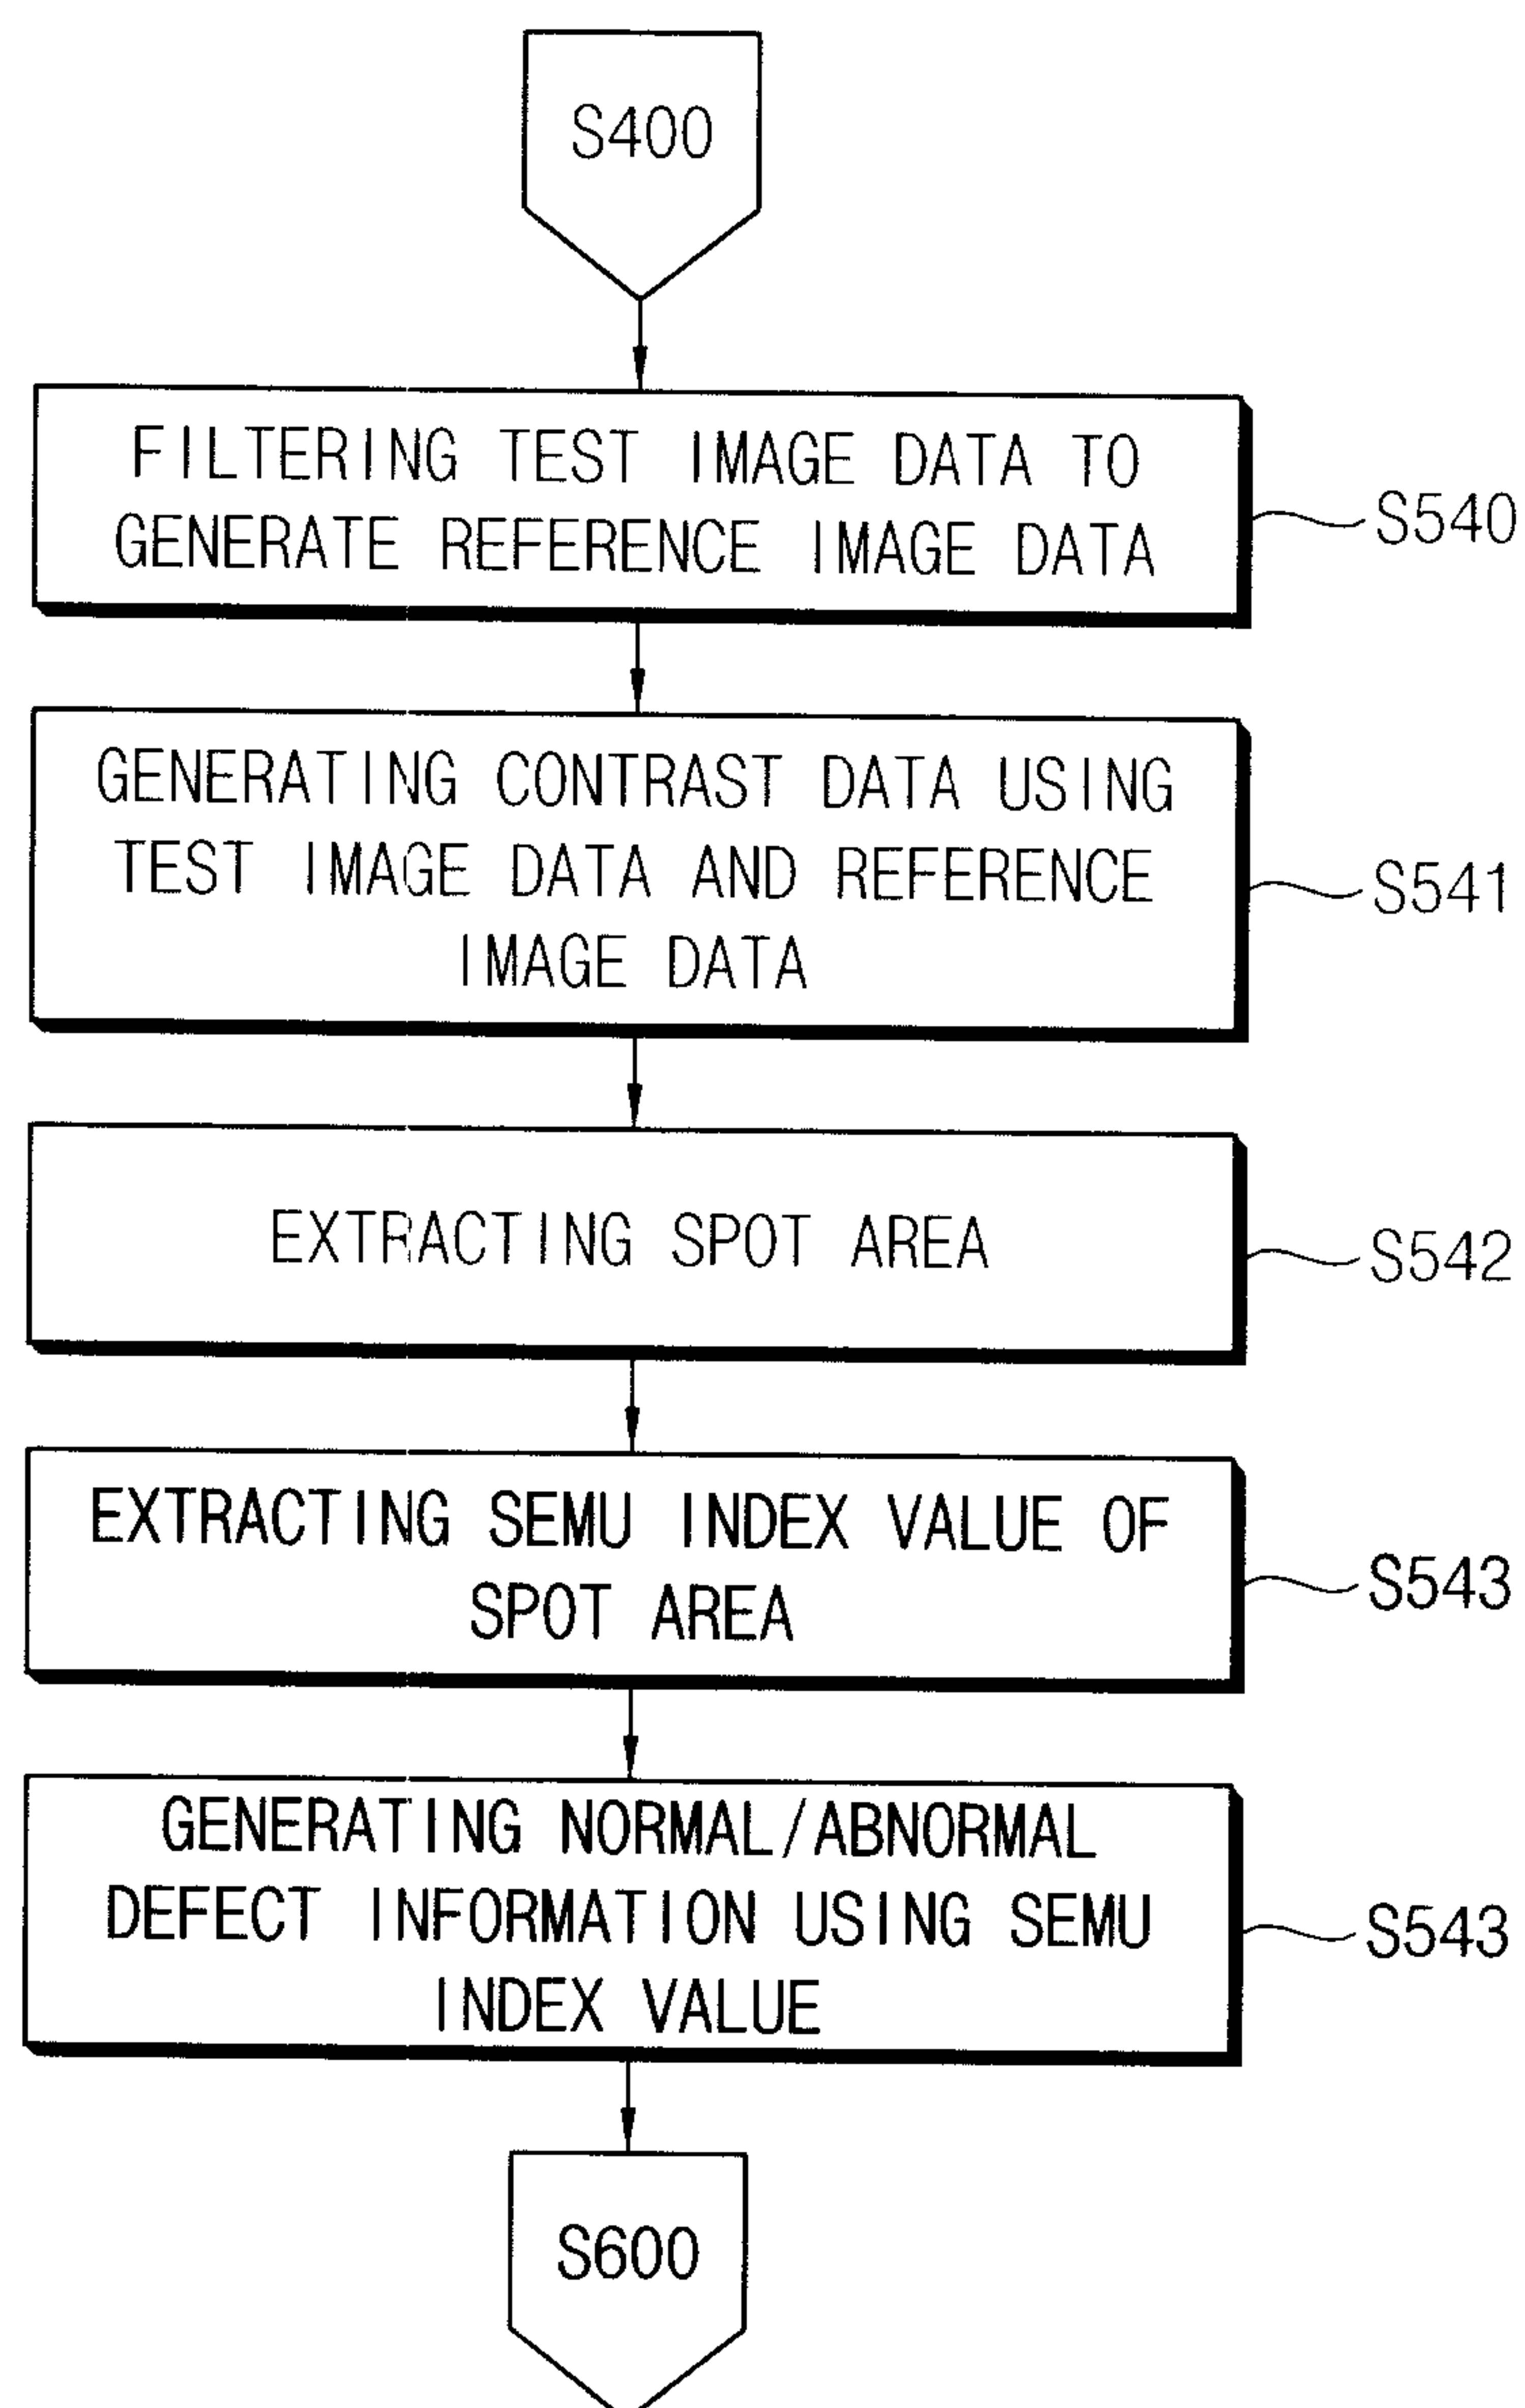 S400
FILTERING TEST IMAGE DATA TO
GENERATE REFERENCE IMAGE DATA
S540
GENERATING CONTRAST DATA USING
TEST IMAGE DATA AND REFERENCE
IMAGE DATA
S541
EXTRACTING SPOT AREA
S542
EXTRACTING SEMU INDEX VALUE OF
SPOT AREA
S543
GENERATING NORMAL/ABNORMAL
DEFECT INFORMATION USING SEMU
INDEX VALUE
S543
S600